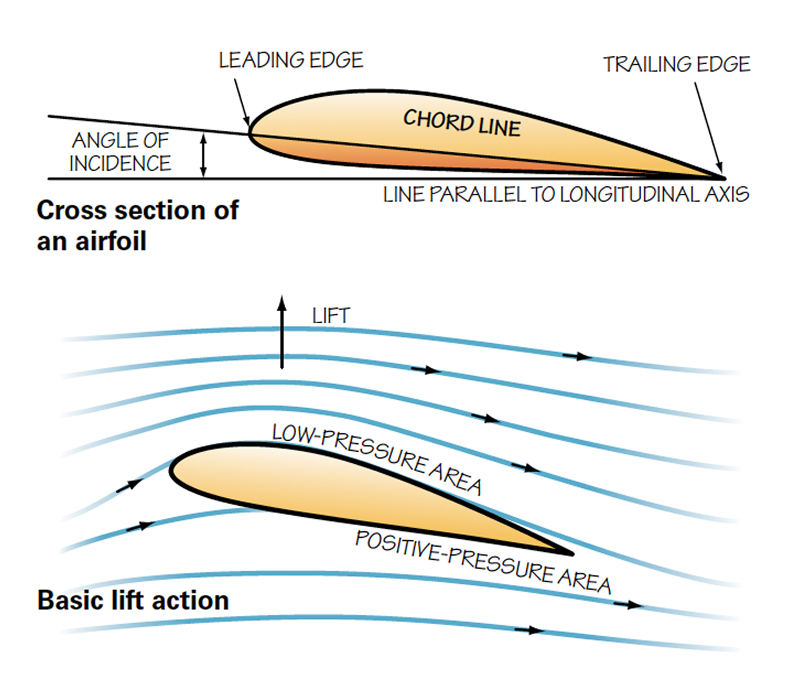 LEADING EDGE
TRAILING EDGE
CHORD LINE
ANGLE OF
INCIDENCE
LINE PARALLEL TO LONGITUDINAL AXIS
Cross section of
an airfoil
LIFT
LOW-PRESSURE AREA
POSITIVE-PRESSURE AREA
Basic lift action